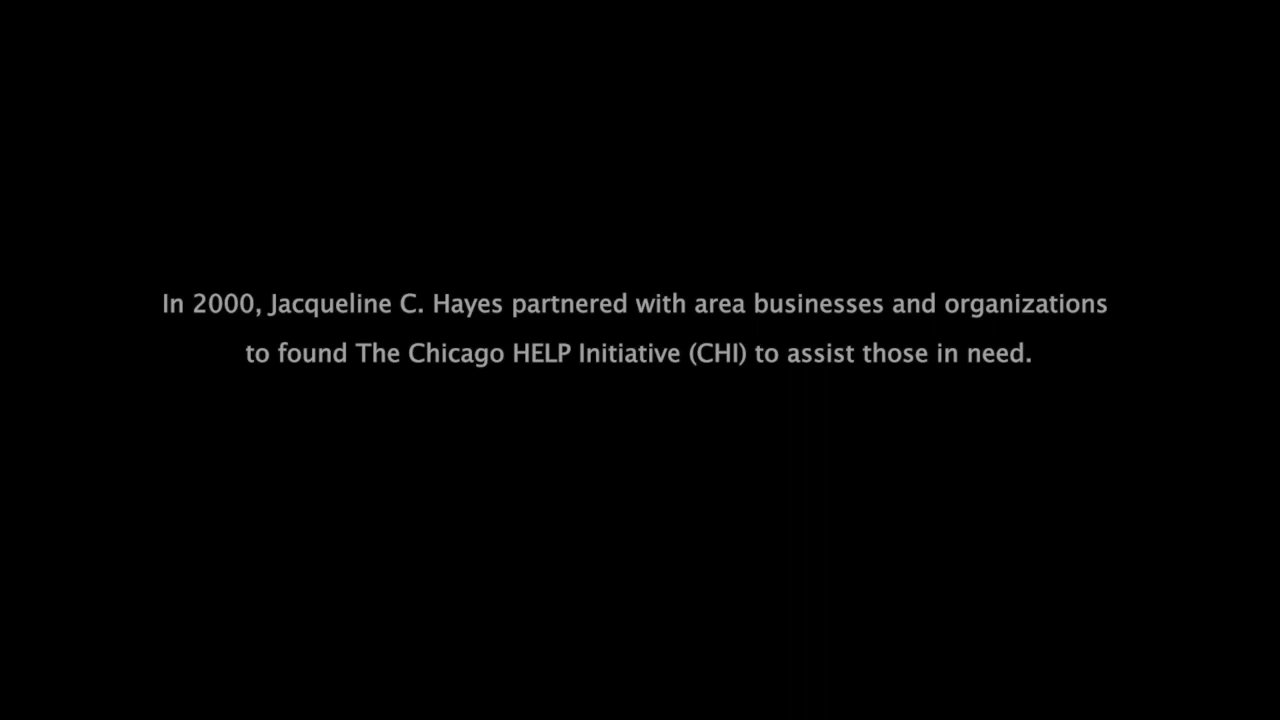 In 2000, Jacqueline C. Hayes partnered with area businesses and organizations
to found The Chicago HELP Initiative (CHI) to assist those in need.